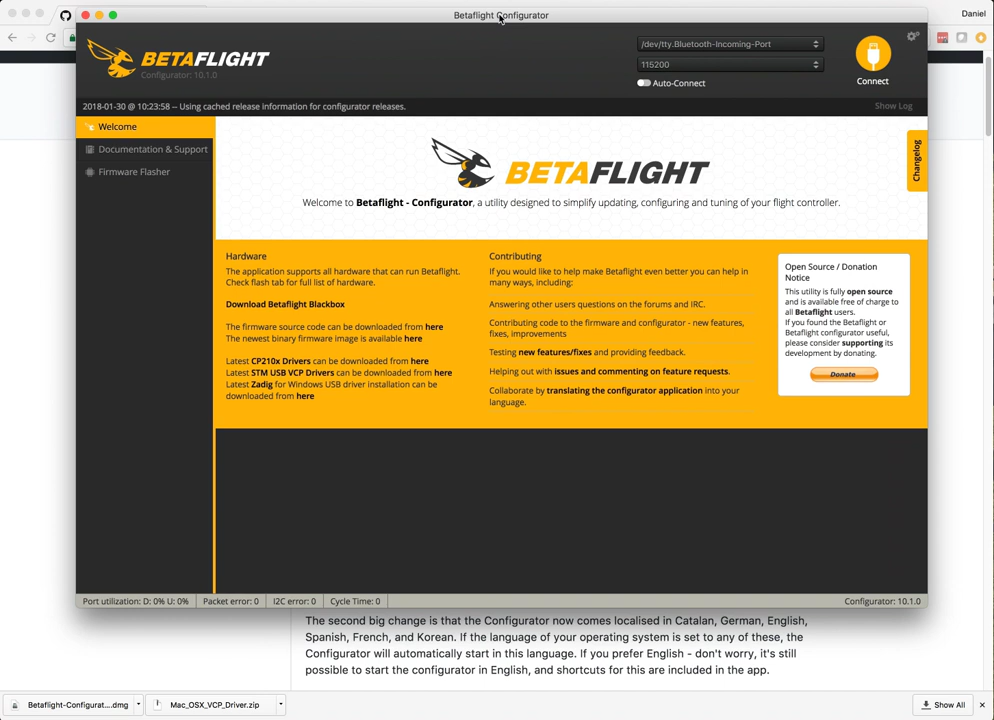 Betaflight Configurator
Daniel
BETAFLIGHT
Configurator: 10.1.0
/dev/tty.Bluetooth-Incoming-Port
115200
Auto-Connect
Connect
2018-01-30 @ 10:23:58 -- Using cached release information for configurator releases.
Show Log
Welcome
Documentation & Support
Firmware Flasher
Changelog
BETAFLIGHT
Welcome to Betaflight - Configurator, a utility designed to simplify updating, configuring and tuning of your flight controller.
Hardware
The application supports all hardware that can run Betaflight.
Check flash tab for full list of hardware.
Download Betaflight Blackbox
The firmware source code can be downloaded from here
The newest binary firmware image is available here
Latest CP210x Drivers can be downloaded from here
Latest STM USB VCP Drivers can be downloaded from here
Latest Zadig for Windows USB driver installation can be
downloaded from here
Contributing
If you would like to help make Betaflight even better you can help in
many ways, including:
Answering other users questions on the forums and IRC.
Contributing code to the firmware and configurator - new features,
fixes, improvements
Testing new features/fixes and providing feedback.
Helping out with issues and commenting on feature requests.
Collaborate by translating the configurator application into your
language.
Open Source / Donation
Notice
This utility is fully open source
and is available free of charge to
all Betaflight users.
If you found the Betaflight or
Betaflight configurator useful,
please consider supporting its
development by donating.
Donate
Port utilization: D: 0% U: 0%
Packet error: 0
I2C error: 0
Cycle Time: 0
Configurator: 10.1.0
The second big change is that the Configurator now comes localised in Catalan, German, English,
Spanish, French, and Korean. If the language of your operating system is set to any of these, the
Configurator will automatically start in this language. If you prefer English - don't worry, it's still
possible to start the configurator in English, and shortcuts for this are included in the app.
Betaflight-Configurat....dmg
Mac_OSX_VCP_Driver.zip
Show All